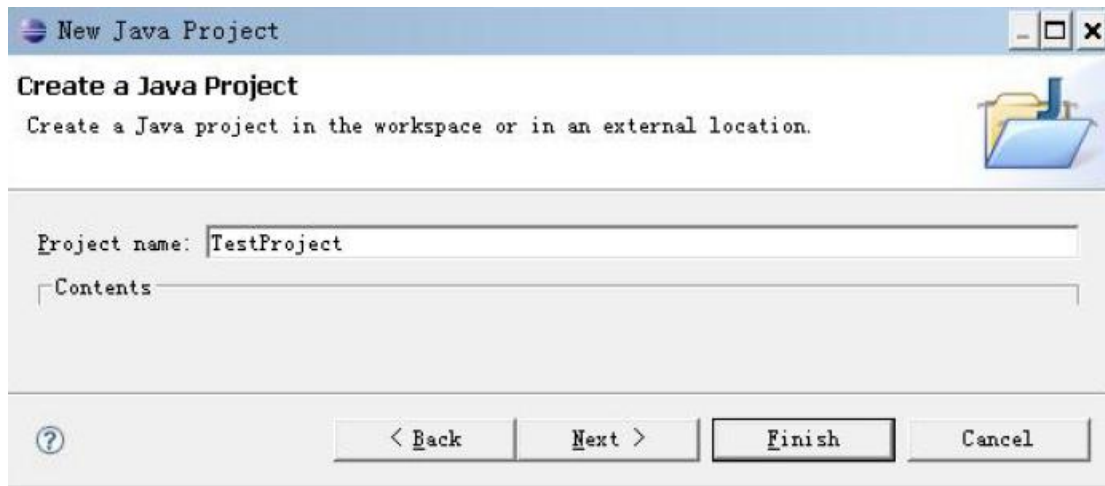 New Java Project
Create a Java Project
Create a Java project in the workspace or in an external location.
Project name: TestProject
Contents
< Back Next > Finish Cancel